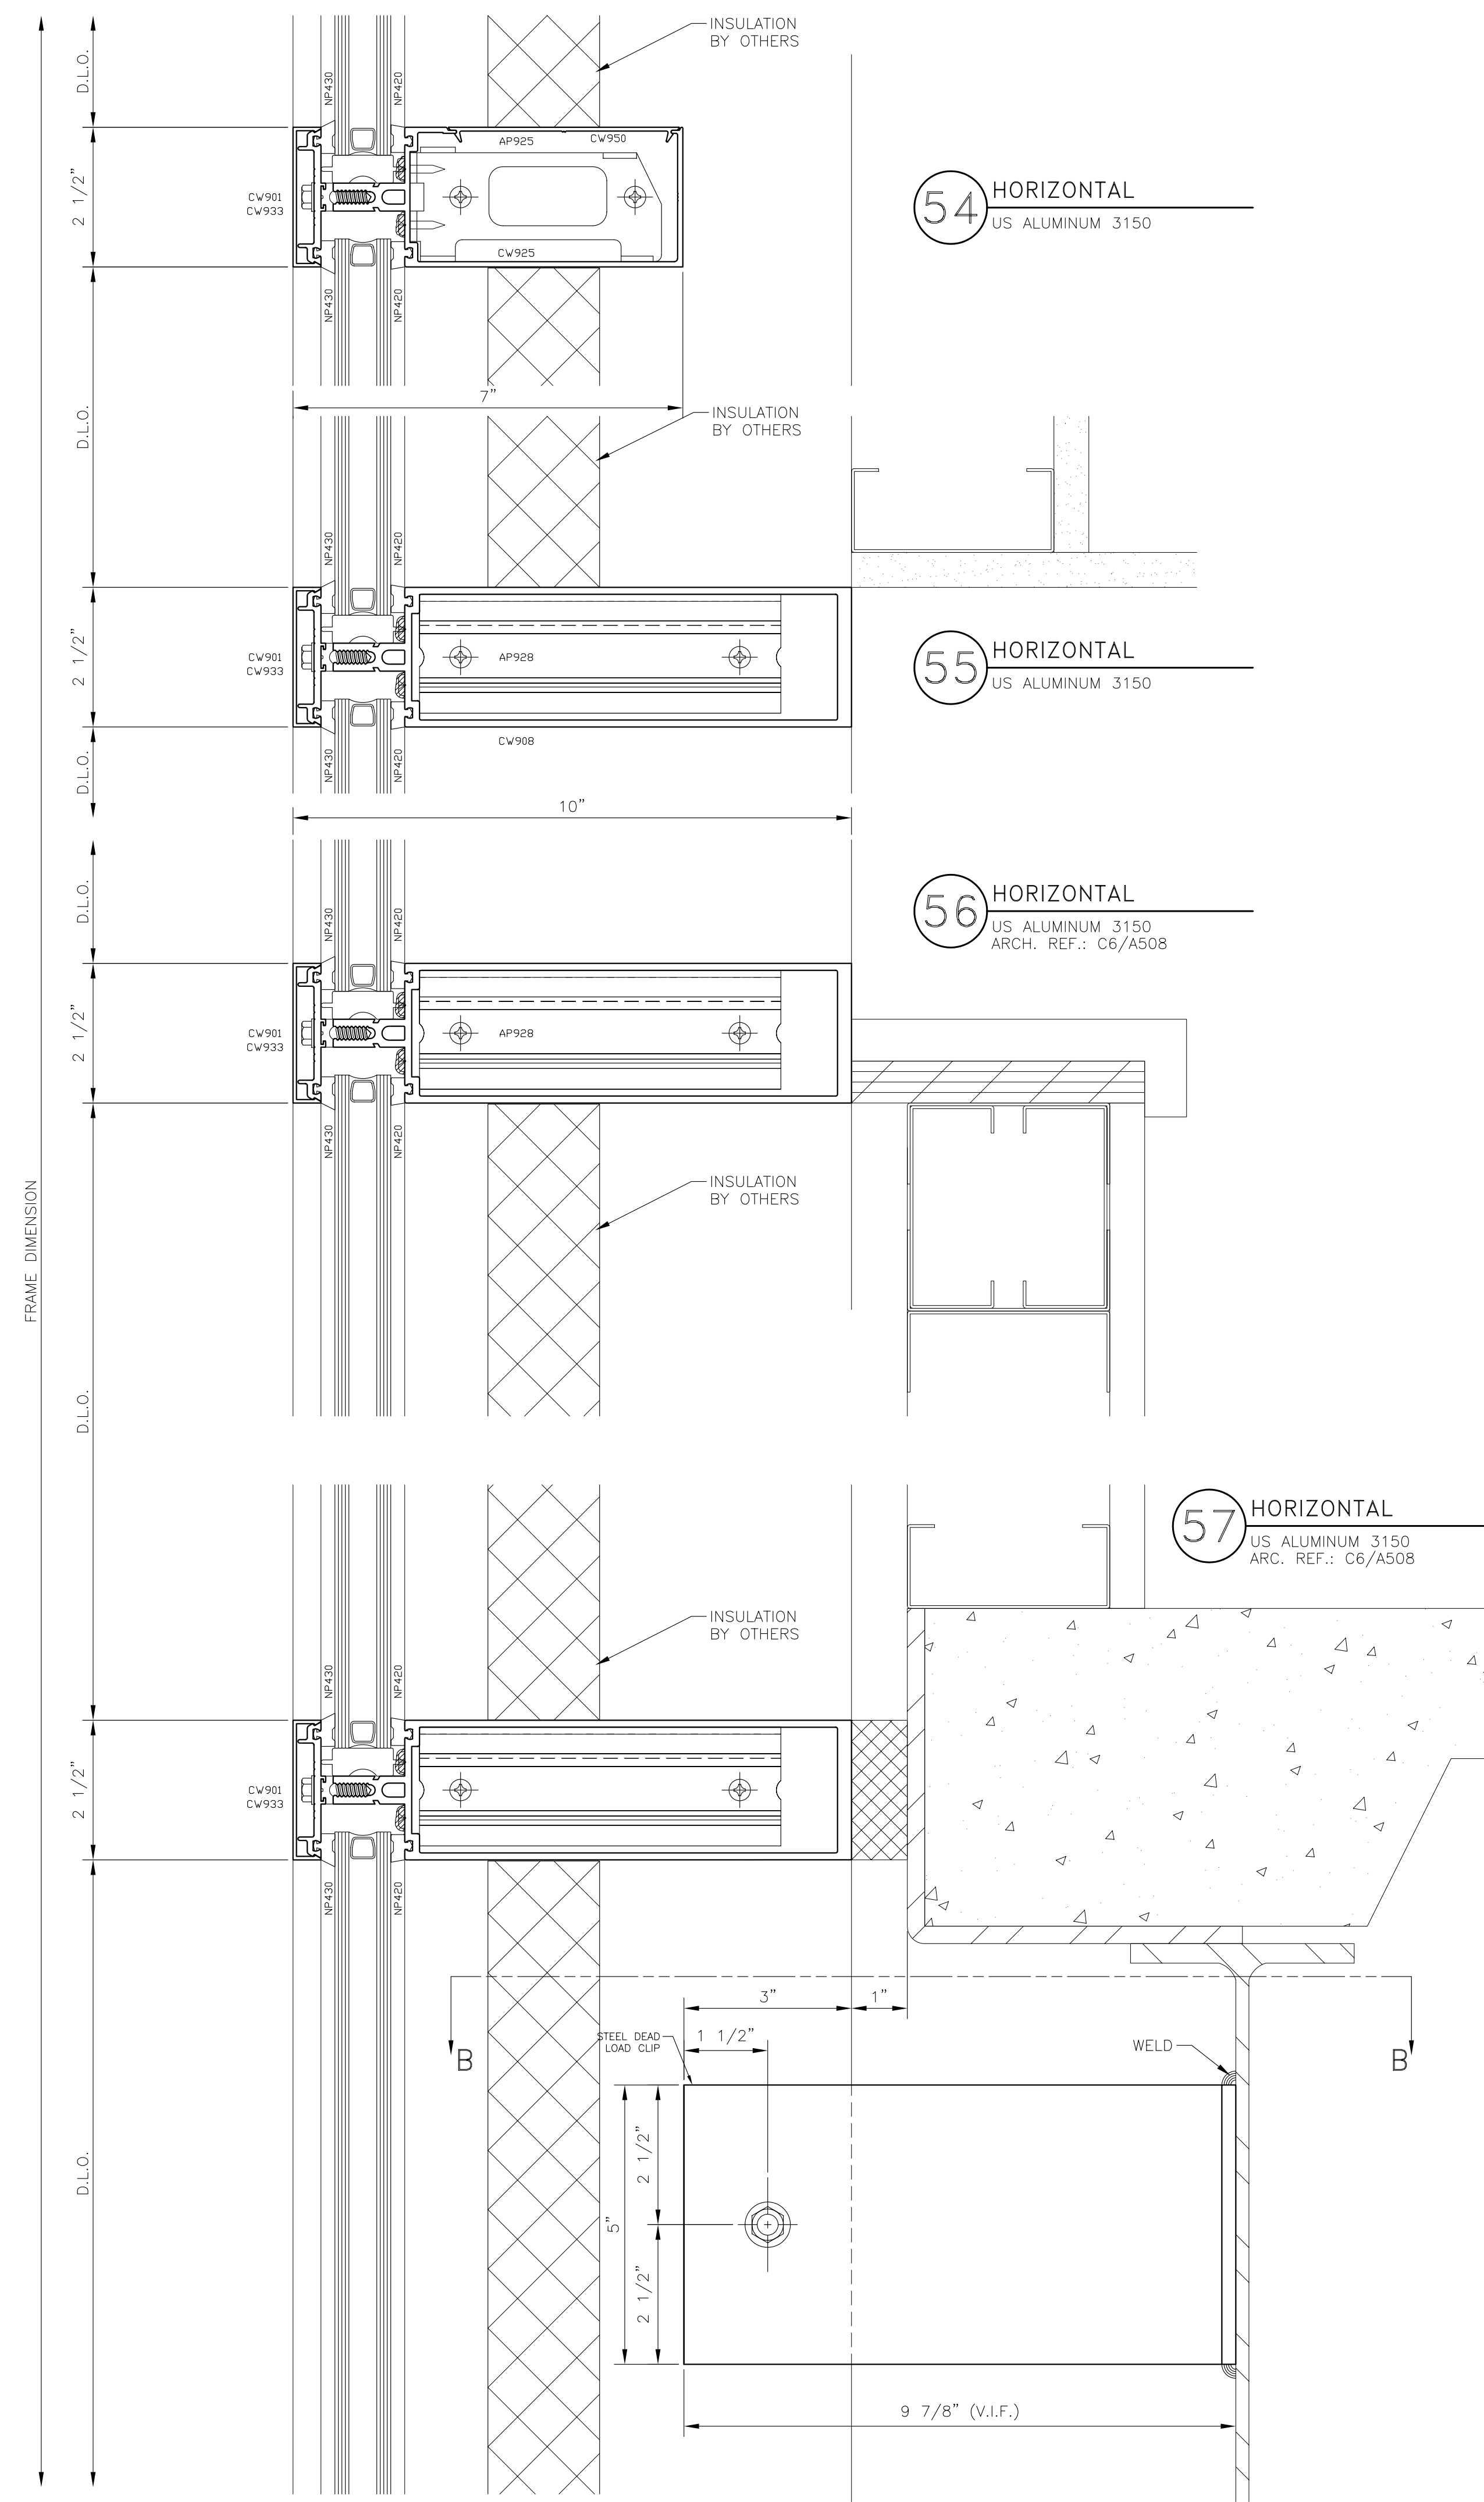 INSULATION
BY OTHERS
D.L.O.
NP430
NP420
AP925
CW950
2 1/2"
CW901
CW933
CW925
54
HORIZONTAL
US ALUMINUM 3150
NP430
NP420
7"
D.L.O.
INSULATION
BY OTHERS
NP430
NP420
2 1/2"
CW901
CW933
AP928
55
HORIZONTAL
US ALUMINUM 3150
CW908
NP430
NP420
D.L.O.
10"
D.L.O.
NP430
NP420
56
HORIZONTAL
US ALUMINUM 3150
ARCH. REF.: C6/A508
2 1/2"
CW901
CW933
AP928
NP430
NP420
INSULATION
BY OTHERS
FRAME DIMENSION
D.L.O.
57
HORIZONTAL
US ALUMINUM 3150
ARC. REF.: C6/A508
INSULATION
BY OTHERS
NP430
NP420
2 1/2"
CW901
CW933
NP430
NP420
3"
1"
STEEL DEAD
LOAD CLIP
1 1/2"
B
WELD
B
2 1/2"
5"
2 1/2"
D.L.O.
9 7/8" (V.I.F.)